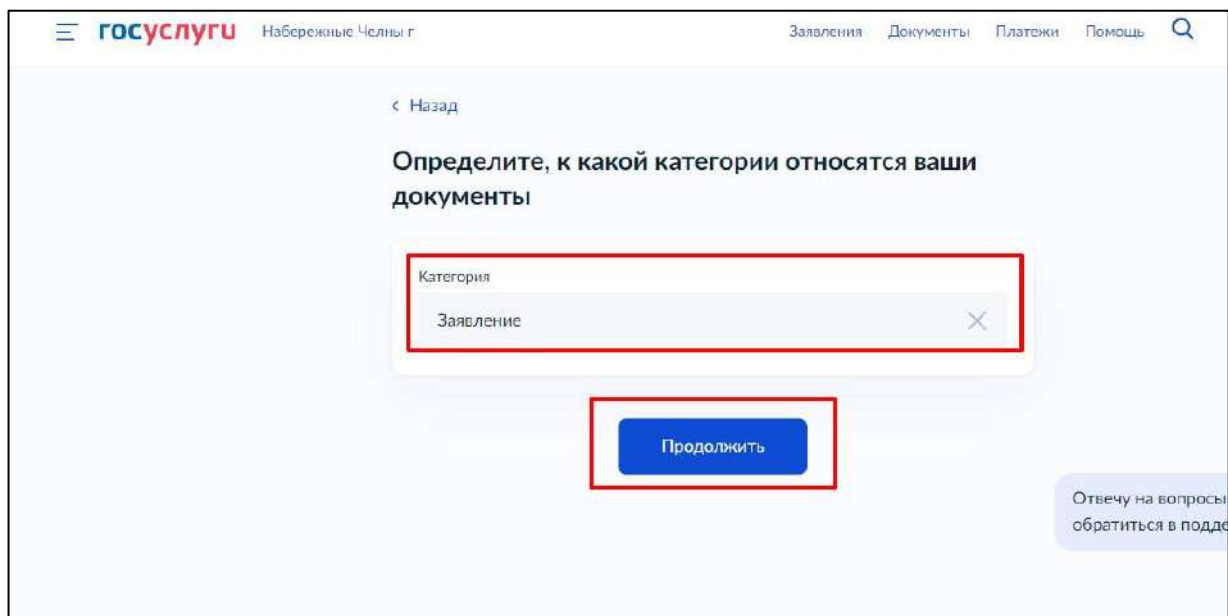 госуслуги Набережные Челны г Заявления Документы Платежи Помощь
Назад
Определите, к какой категории относятся ваши
документы
Категория
Заявление
Продолжить
Отвечу на вопросы
обратиться в